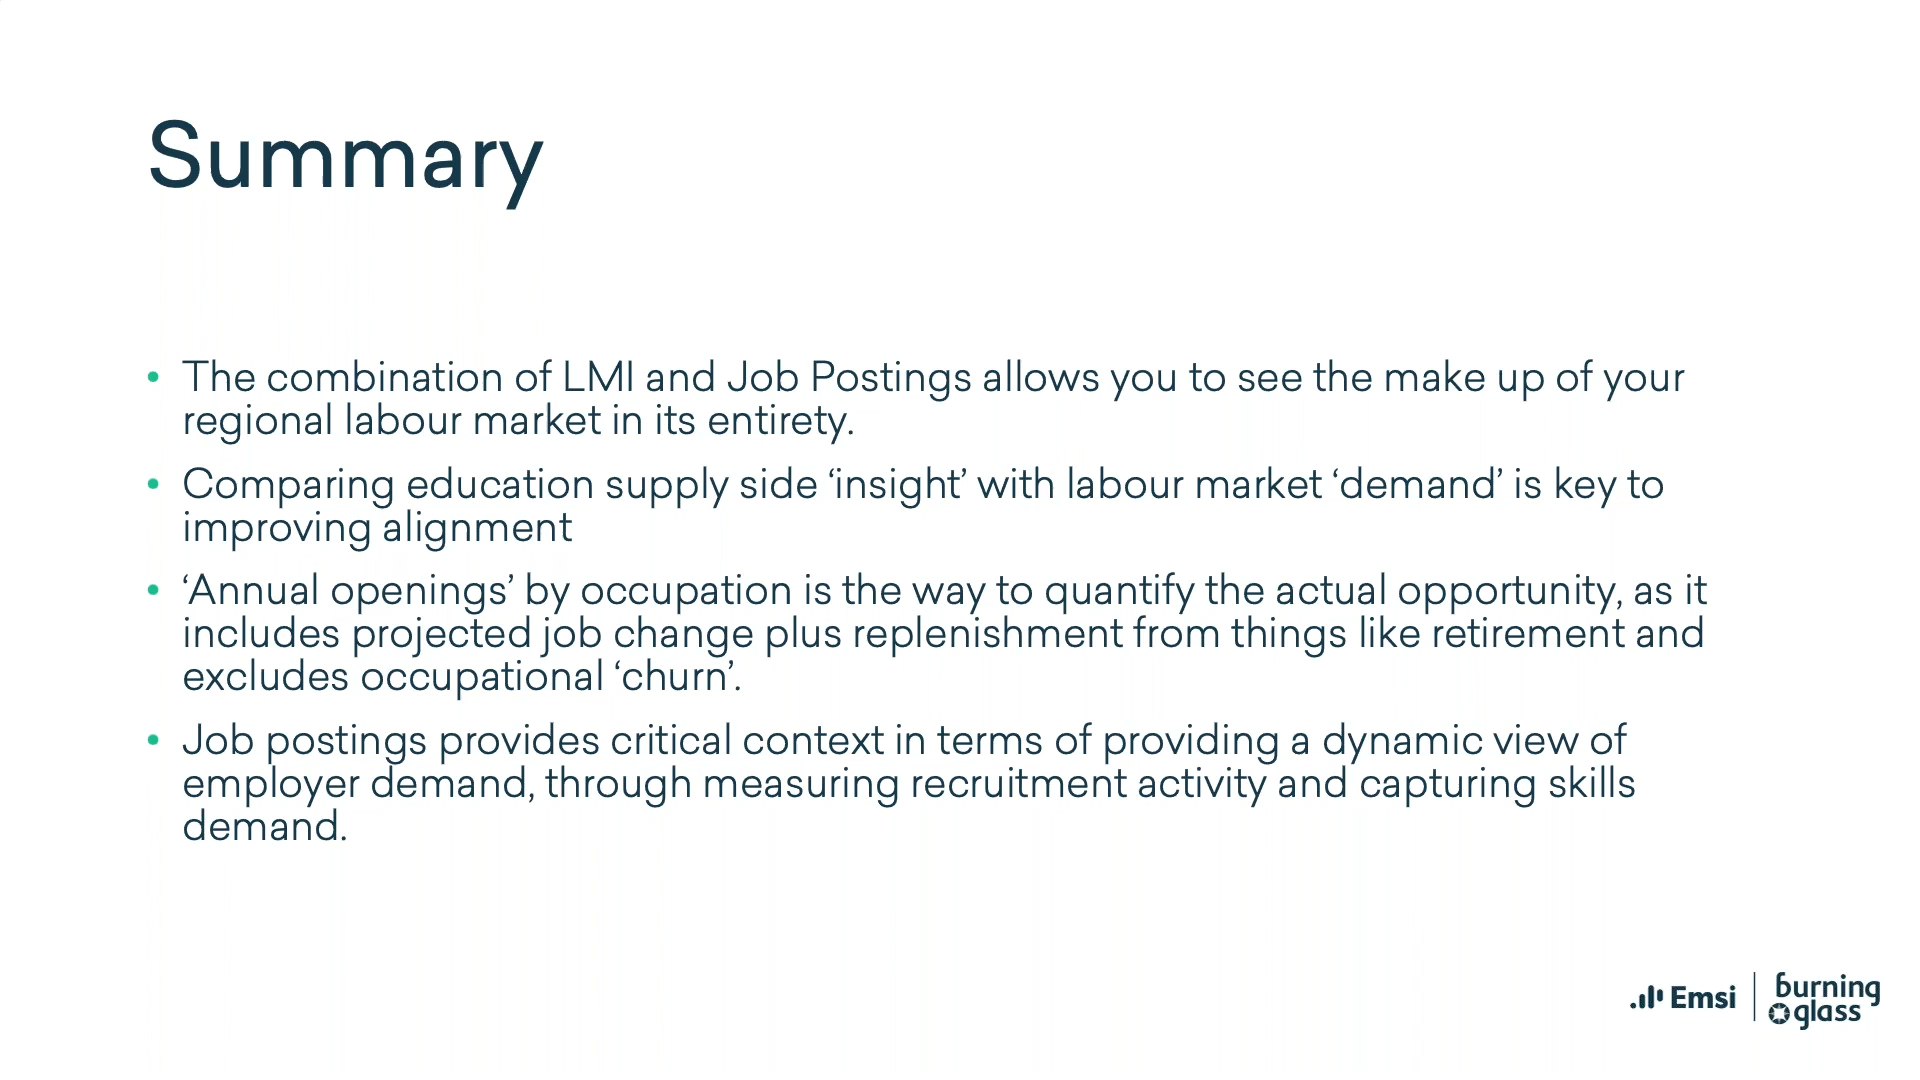 Summary
• The combination of LMI and Job Postings allows you to see the make up of your
regional labour market in its entirety.
• Comparing education supply side ‘insight’ with labour market ‘demand’ is key to
improving alignment
• ‘Annual openings’ by occupation is the way to quantify the actual opportunity, as it
includes projected job change plus replenishment from things like retirement and
excludes occupational ‘churn’.
• Job postings provides critical context in terms of providing a dynamic view of
employer demand, through measuring recruitment activity and capturing skills
demand.
Emsi
burning
glass